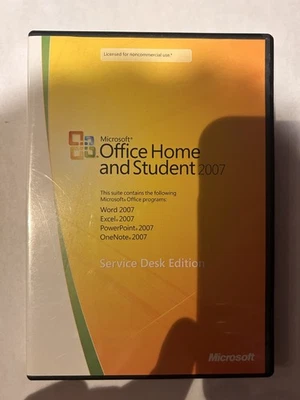 Licensed for noncommercial use*
Microsoft®
Office Home
and Student 2007
This suite contains the following
Microsoft® Office programs:
Word 2007
Excel® 2007
PowerPoint® 2007
OneNote® 2007
Service Desk Edition
Microsoft